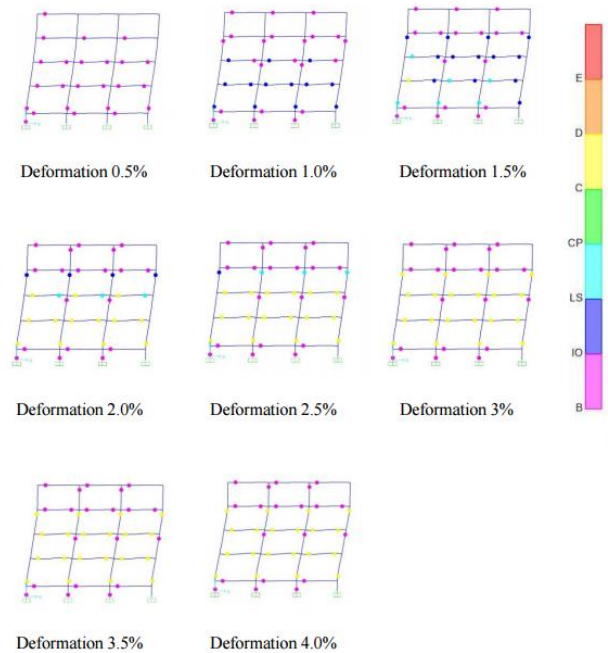 Deformation 0.5%
Deformation 1.0%
Deformation 1.5%
Deformation 2.0%
Deformation 2.5%
Deformation 3%
Deformation 3.5%
Deformation 4.0%
E
D
C
CP
LS
IO
B